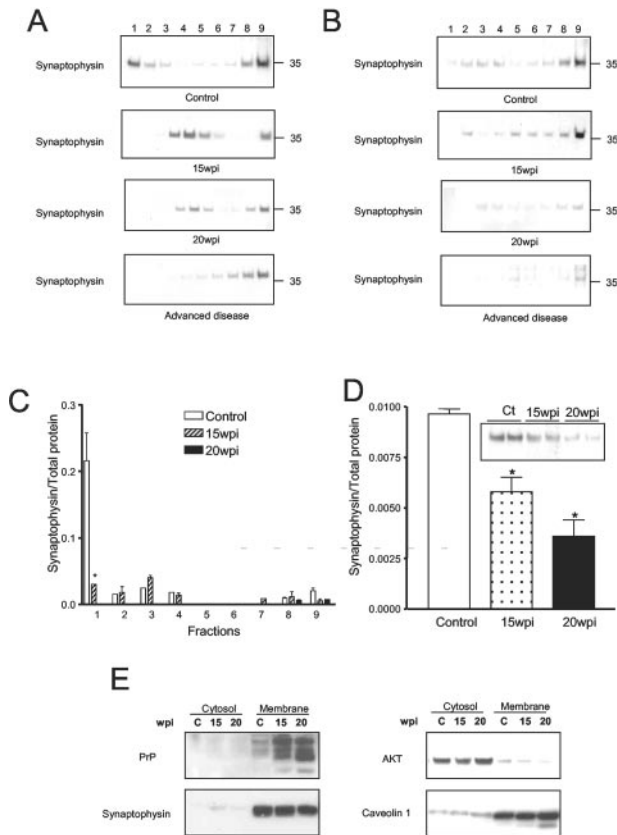 A
1 2 3 4 5 6 7 8 9
Synaptophysin 35
Control
Synaptophysin 35
15wpi
Synaptophysin 35
20wpi
Synaptophysin 35
Advanced disease
B
1 2 3 4 5 6 7 8 9
Synaptophysin 35
Control
Synaptophysin 35
15wpi
Synaptophysin 35
20wpi
Synaptophysin 35
Advanced disease
C
Synaptophysin/Total protein
0.3
0.2
0.1
0.0
Control
15wpi
20wpi
1 2 3 4 5 6 7 8 9
*
Fractions
D
Synaptophysin/Total protein
0.0100
0.0075
0.0050
0.0025
0.0000
Ct 15wpi 20wpi
* *
Control 15wpi 20wpi
E
Cytosol Membrane
wpi C 15 20 C 15 20
PrP
Synaptophysin
Cytosol Membrane
C 15 20 C 15 20
AKT
Caveolin 1